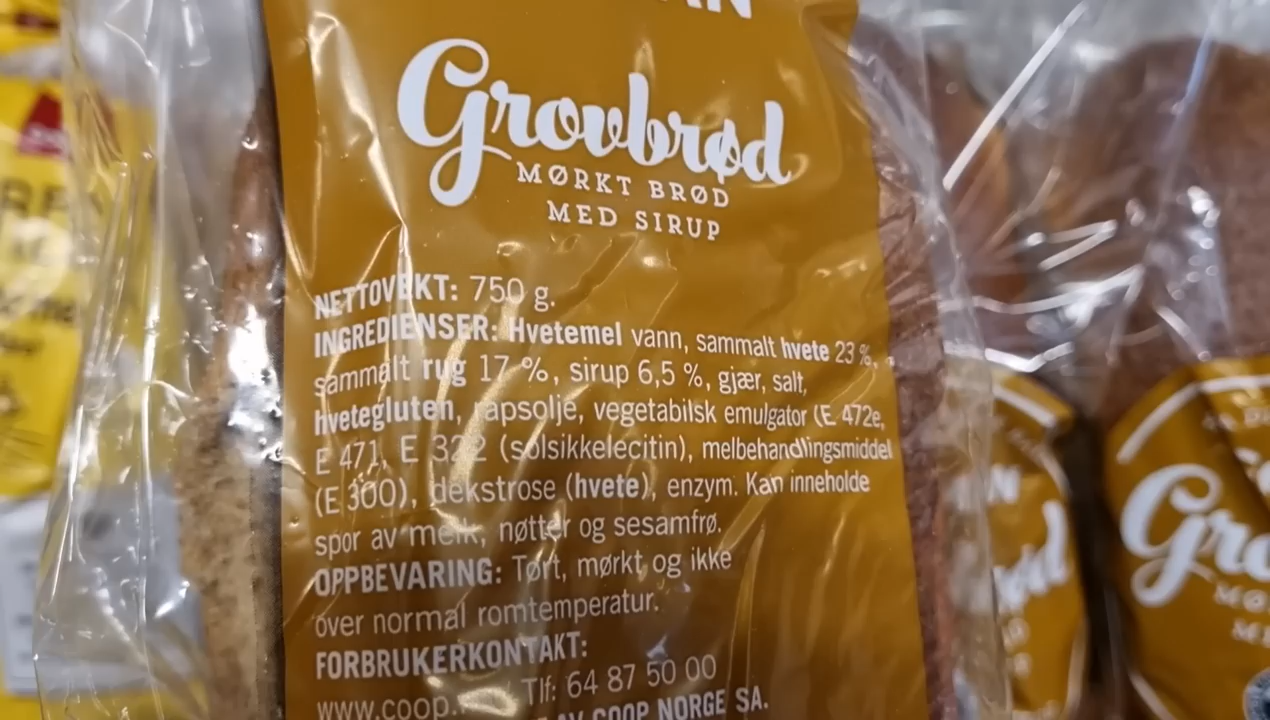 Grovbrød
MØRKT BRØD
MED SIRUP
NETTOVEKT: 750 g.
INGREDIENSER: Hvetemel vann, sammalt hvete 23 %,
sammalt rug 17 %, sirup 6,5 %, gjær, salt,
hvetegluten, rapsolje, vegetabilsk emulgator (E 472e,
E 471, E 322 (solsikkelecitin), melbehandlingsmiddel
(E 300), dekstrose (hvete), enzym. Kan inneholde
spor av melk, nøtter og sesamfrø.
OPPBEVARING: Tørt, mørkt og ikke
over normal romtemperatur.
FORBRUKERKONTAKT:
www.coop. Tlf: 64 87 50 00
AV COOP NORGE SA.